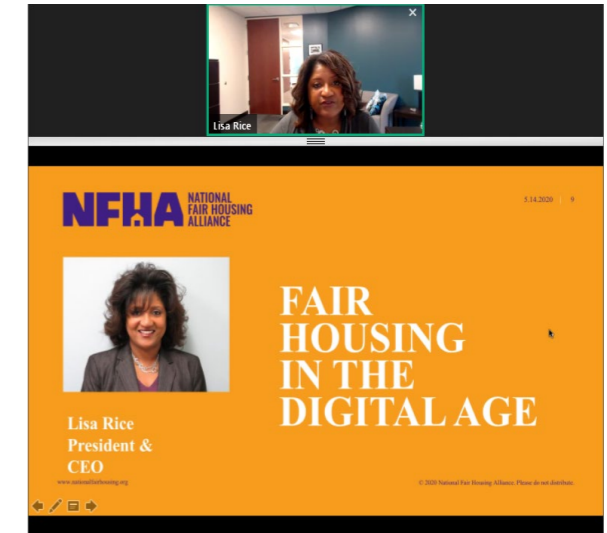 Lisa Rice
NFHA NATIONAL
FAIR HOUSING
ALLIANCE
5.14.2020 | 9
FAIR
HOUSING
IN THE
DIGITAL AGE
Lisa Rice
President &
CEO
www.nationalfairhousing.org
© 2020 National Fair Housing Alliance. Please do not distribute.